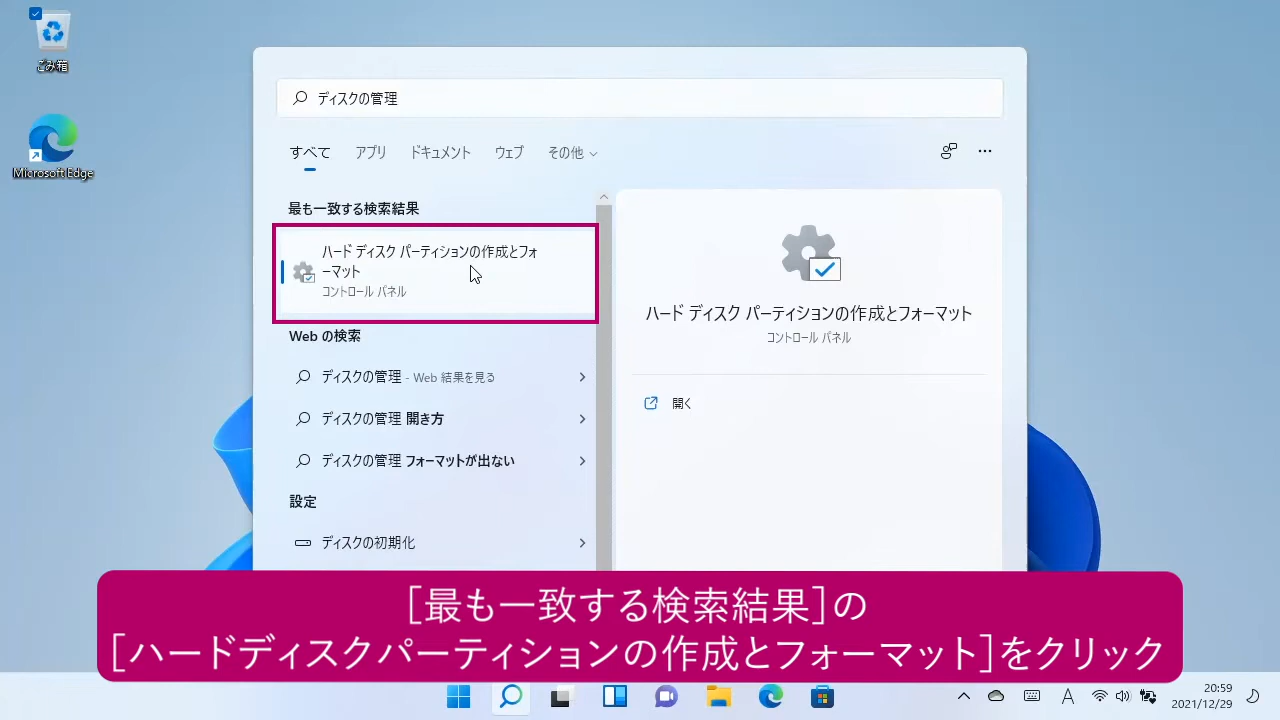 ごみ箱
Microsoft Edge
ディスクの管理
すべて アプリ ドキュメント ウェブ その他
最も一致する検索結果
ハード ディスク パーティションの作成とフォ
ーマット
コントロール パネル
Web の検索
ディスクの管理 - Web 結果を見る
ディスクの管理 開き方
ディスクの管理 フォーマットが出ない
設定
ディスクの初期化
ハード ディスク パーティションの作成とフォーマット
コントロール パネル
開く
[最も一致する検索結果]の
[ハードディスクパーティションの作成とフォーマット]をクリック
A
20:59
2021/12/29